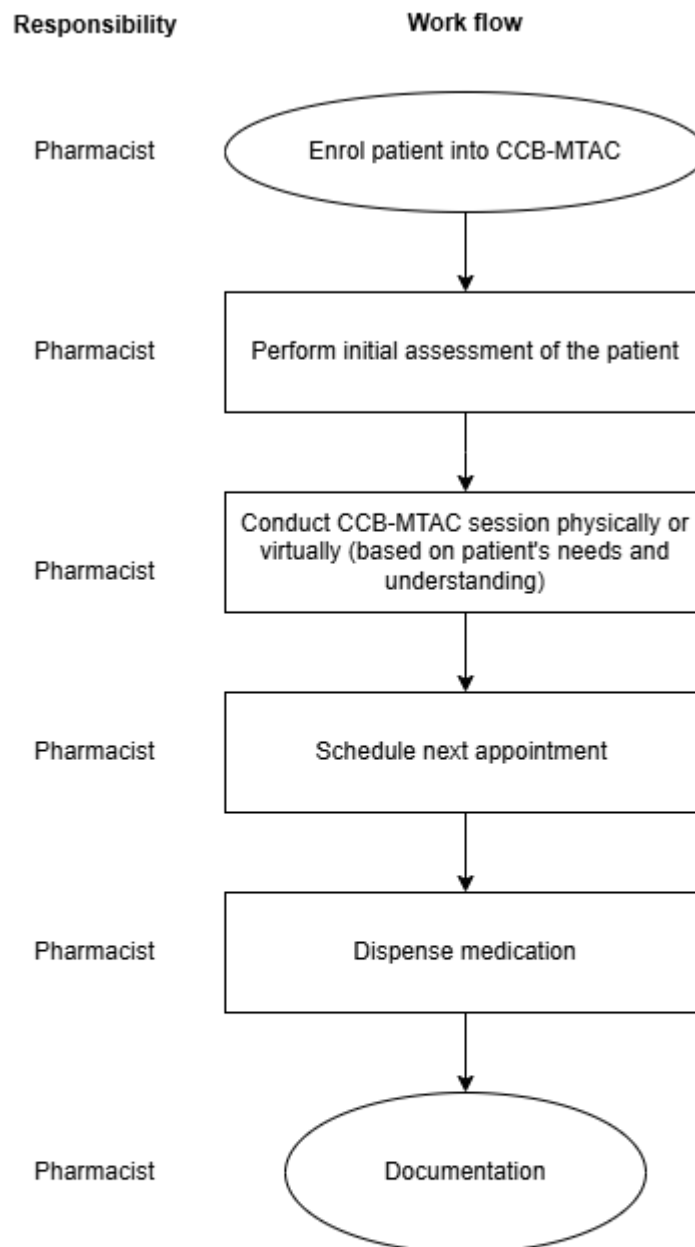 Responsibility Work flow
Pharmacist Enrol patient into CCB-MTAC
Pharmacist Perform initial assessment of the patient
Conduct CCB-MTAC session physically or
virtually (based on patient's needs and
Pharmacist understanding)
Pharmacist Schedule next appointment
Pharmacist Dispense medication
Pharmacist Documentation